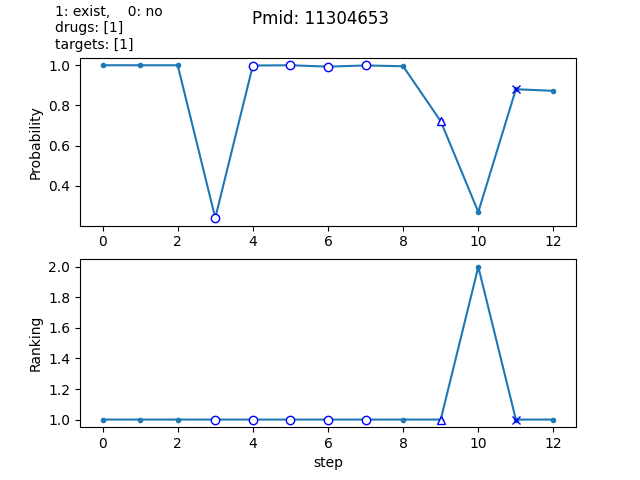 1: exist,    0: no
drugs: [1]
targets: [1]
Pmid: 11304653
Probability
1.0
0.8
0.6
0.4
0 2 4 6 8 10 12
Ranking
2.0
1.8
1.6
1.4
1.2
1.0
0 2 4 6 8 10 12
step